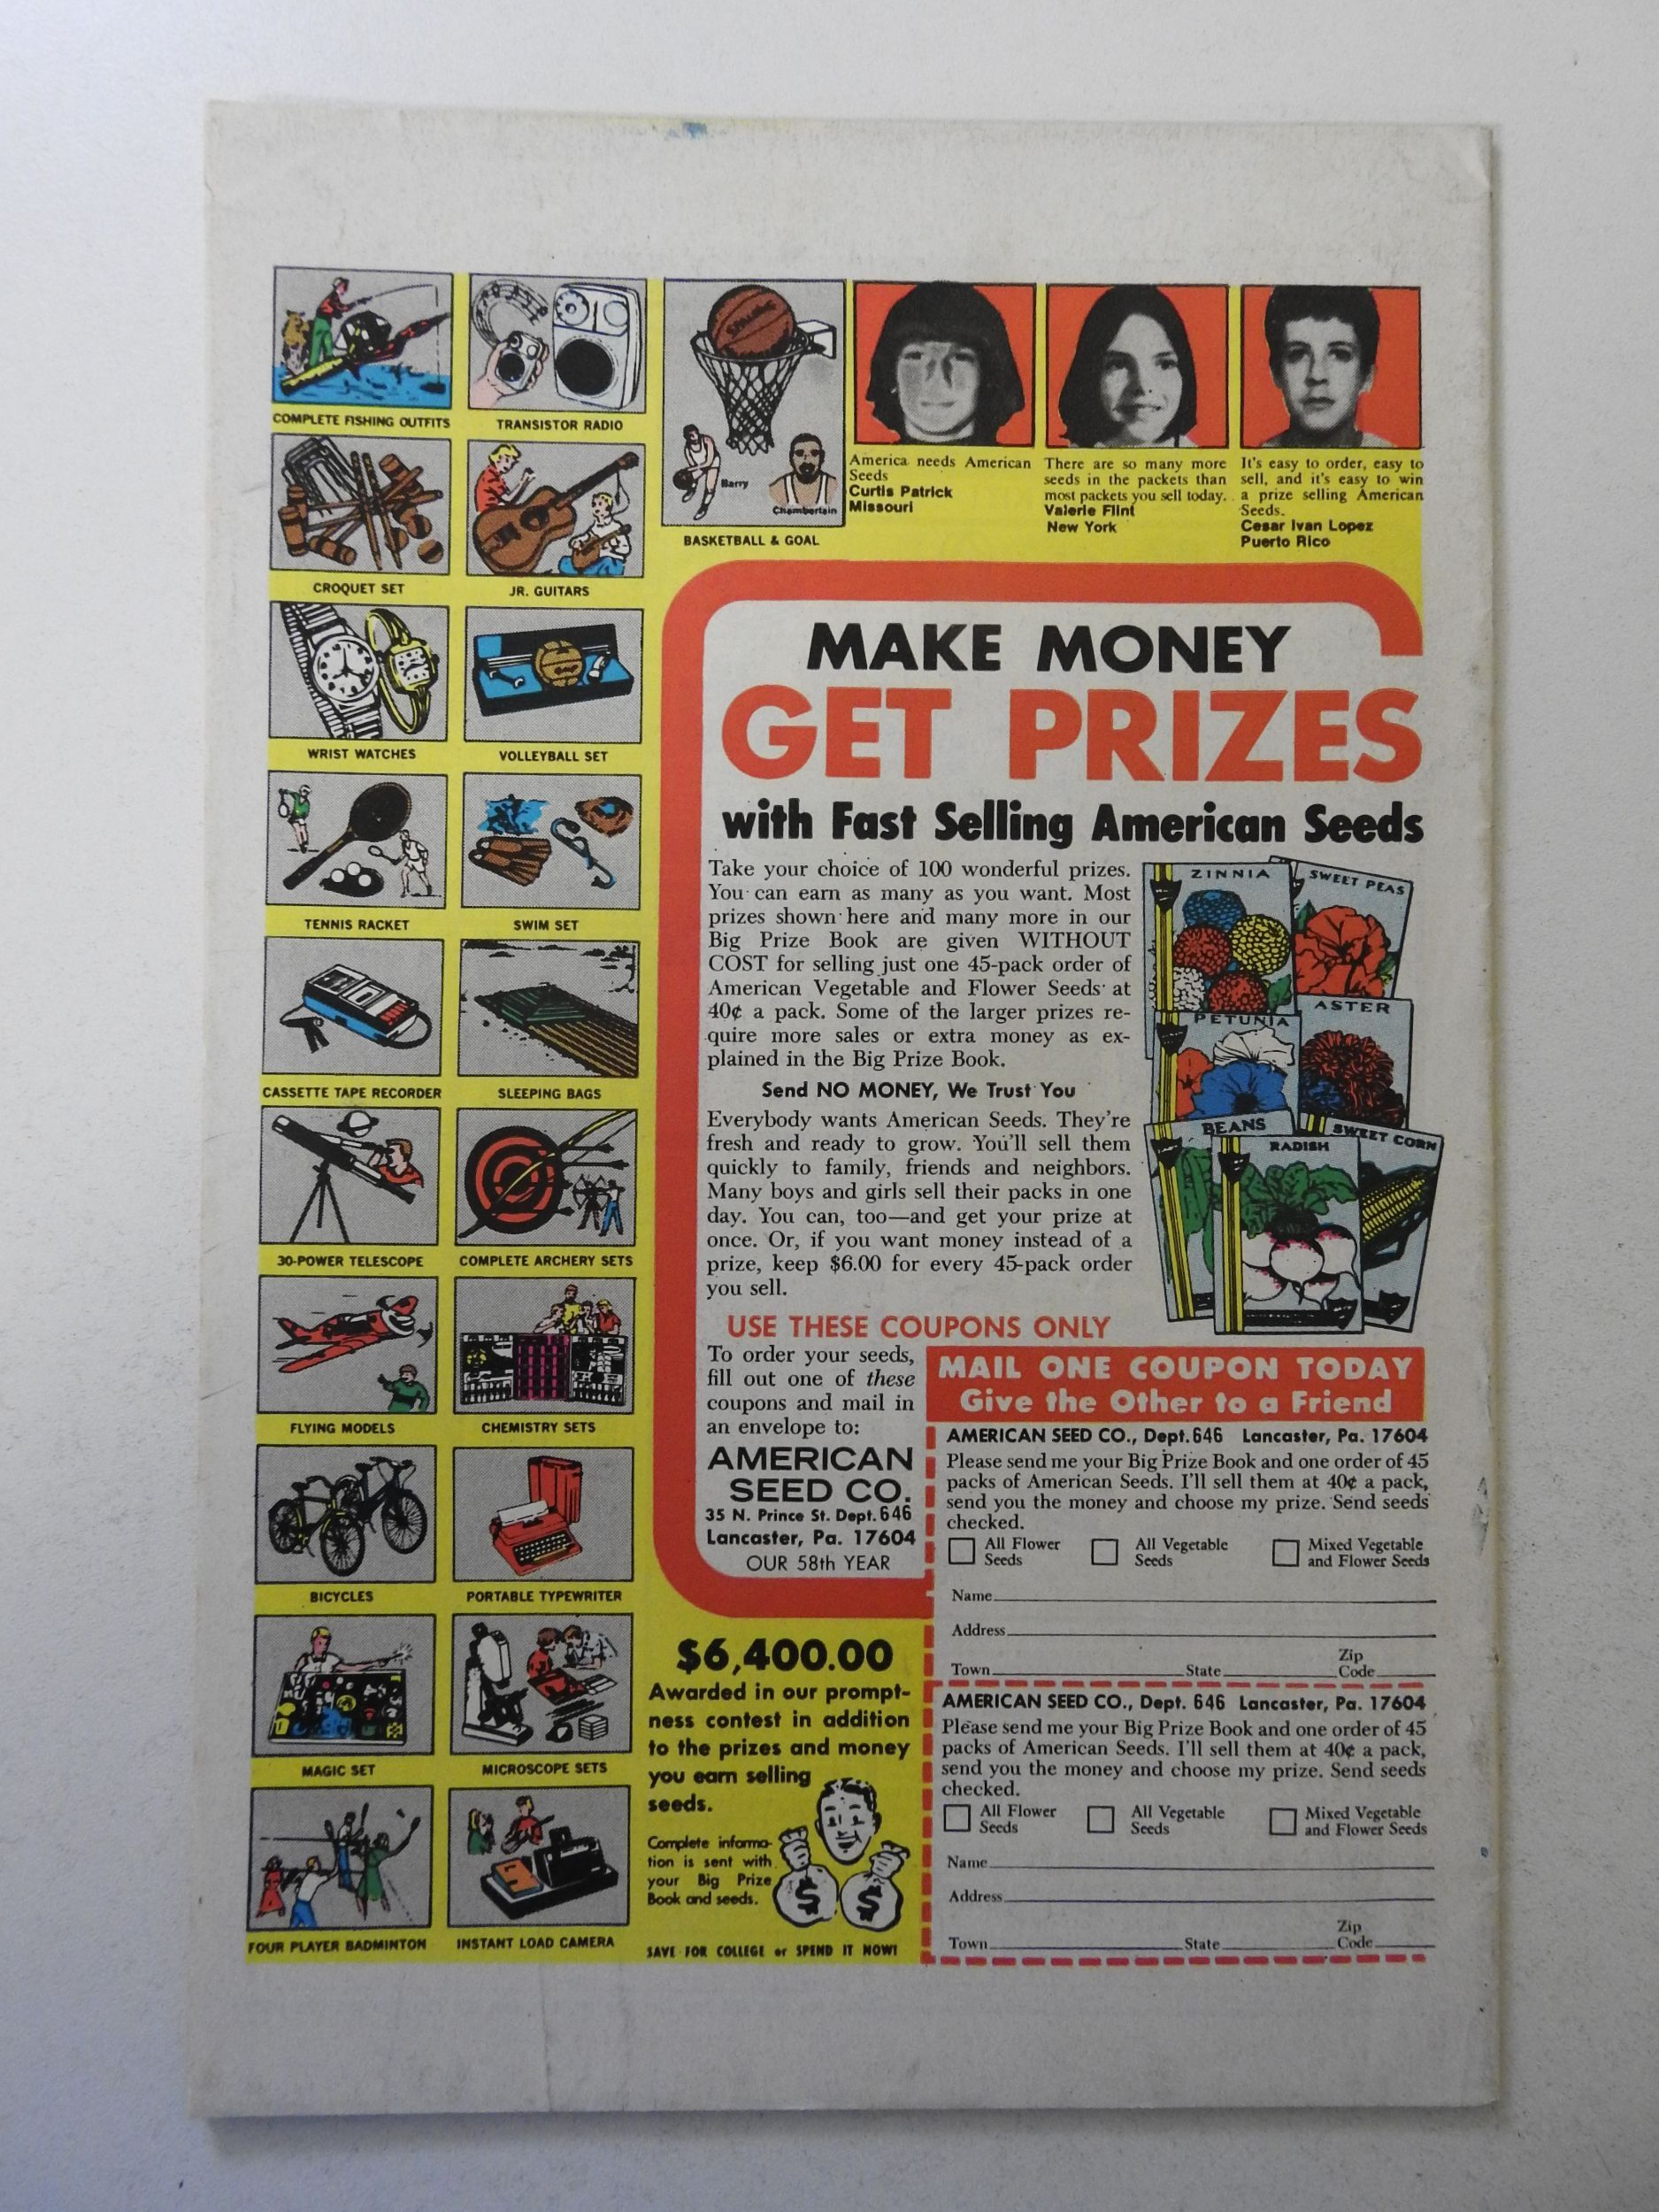 COMPLETE FISHING OUTFITS
TRANSISTOR RADIO
CROQUET SET
JR. GUITARS
WRIST WATCHES
VOLLEYBALL SET
TENNIS RACKET
SWIM SET
CASSETTE TAPE RECORDER
SLEEPING BAGS
30-POWER TELESCOPE
COMPLETE ARCHERY SETS
FLYING MODELS
CHEMISTRY SETS
BICYCLES
PORTABLE TYPEWRITER
MAGIC SET
MICROSCOPE SETS
FOUR PLAYER BADMINTON
INSTANT LOAD CAMERA
SPALDING
Barry
Chamberlain
BASKETBALL & GOAL
America needs American
Seeds
Curtis Patrick
Missouri
There are so many more
seeds in the packets than
most packets you sell today.
Valerie Flint
New York
It's easy to order, easy to
sell, and it's easy to win
a prize selling American
Seeds.
Cesar Ivan Lopez
Puerto Rico
MAKE MONEY
GET PRIZES
with Fast Selling American Seeds
Take your choice of 100 wonderful prizes.
You can earn as many as you want. Most
prizes shown here and many more in our
Big Prize Book are given WITHOUT
COST for selling just one 45-pack order of
American Vegetable and Flower Seeds at
40¢ a pack. Some of the larger prizes re-
quire more sales or extra money as ex-
plained in the Big Prize Book.
Send NO MONEY, We Trust You
Everybody wants American Seeds. They're
fresh and ready to grow. You'll sell them
quickly to family, friends and neighbors.
Many boys and girls sell their packs in one
day. You can, too—and get your prize at
once. Or, if you want money instead of a
prize, keep $6.00 for every 45-pack order
you sell.
ZINNIA
SWEET PEAS
PETUNIA
ASTER
BEANS
RADISH
SWEET CORN
USE THESE COUPONS ONLY
To order your seeds,
fill out one of these
coupons and mail in
an envelope to:
AMERICAN
SEED CO.
35 N. Prince St. Dept. 646
Lancaster, Pa. 17604
OUR 58th YEAR
MAIL ONE COUPON TODAY
Give the Other to a Friend
AMERICAN SEED CO., Dept. 646 Lancaster, Pa. 17604
Please send me your Big Prize Book and one order of 45
packs of American Seeds. I'll sell them at 40¢ a pack,
send you the money and choose my prize. Send seeds
checked.
All Flower Seeds
All Vegetable Seeds
Mixed Vegetable and Flower Seeds
Name
Address
Town State Zip Code
AMERICAN SEED CO., Dept. 646 Lancaster, Pa. 17604
Please send me your Big Prize Book and one order of 45
packs of American Seeds. I'll sell them at 40¢ a pack,
send you the money and choose my prize. Send seeds
checked.
All Flower Seeds
All Vegetable Seeds
Mixed Vegetable and Flower Seeds
Name
Address
Town State Zip Code
$6,400.00
Awarded in our prompt-
ness contest in addition
to the prizes and money
you earn selling
seeds.
Complete informa-
tion is sent with
your Big Prize
Book and seeds.
$ $
SAVE FOR COLLEGE or SPEND IT NOW!